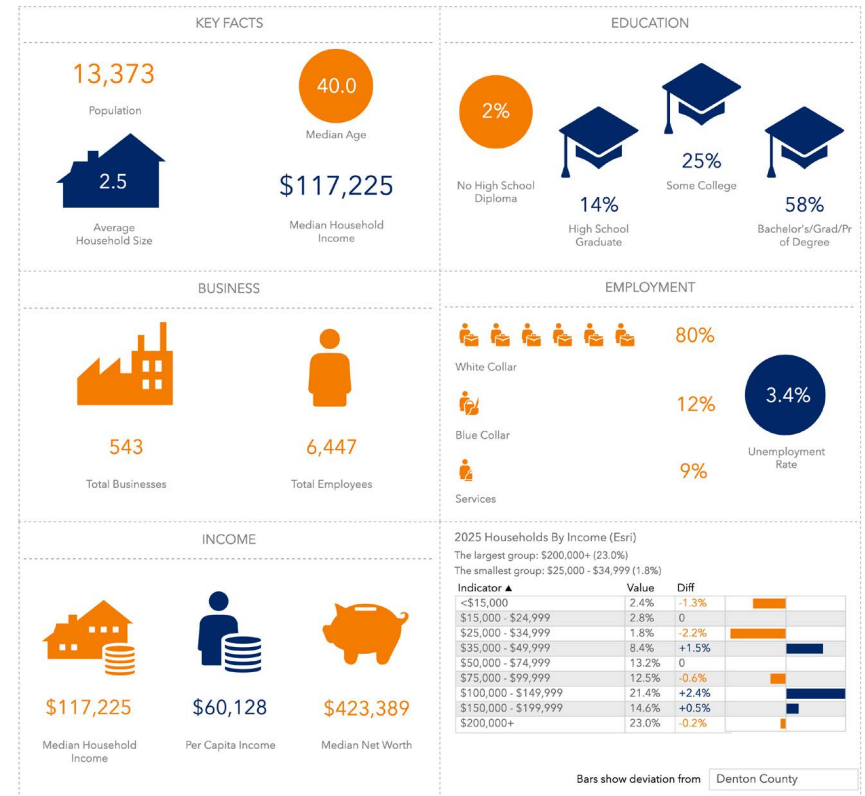 KEY FACTS
13,373
Population
40.0
Median Age
2.5
Average
Household Size
$117,225
Median Household
Income
EDUCATION
2%
No High School
Diploma
14%
High School
Graduate
25%
Some College
58%
Bachelor's/Grad/Pr
of Degree
BUSINESS
543
Total Businesses
6,447
Total Employees
EMPLOYMENT
80%
White Collar
12%
Blue Collar
9%
Services
3.4%
Unemployment
Rate
INCOME
$117,225
Median Household
Income
$60,128
Per Capita Income
$423,389
Median Net Worth
2025 Households By Income (Esri)
The largest group: $200,000+ (23.0%)
The smallest group: $25,000 - $34,999 (1.8%)
Indicator ▲ Value Diff
<$15,000 2.4% -1.3%
$15,000 - $24,999 2.8% 0
$25,000 - $34,999 1.8% -2.2%
$35,000 - $49,999 8.4% +1.5%
$50,000 - $74,999 13.2% 0
$75,000 - $99,999 12.5% -0.6%
$100,000 - $149,999 21.4% +2.4%
$150,000 - $199,999 14.6% +0.5%
$200,000+ 23.0% -0.2%
Bars show deviation from Denton County